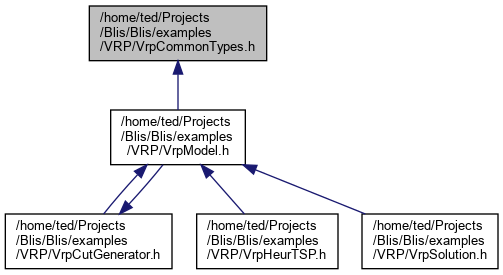 /home/ted/Projects
/Blis/Blis/examples
/VRP/VrpCommonTypes.h
/home/ted/Projects
/Blis/Blis/examples
/VRP/VrpModel.h
/home/ted/Projects
/Blis/Blis/examples
/VRP/VrpCutGenerator.h
/home/ted/Projects
/Blis/Blis/examples
/VRP/VrpHeurTSP.h
/home/ted/Projects
/Blis/Blis/examples
/VRP/VrpSolution.h